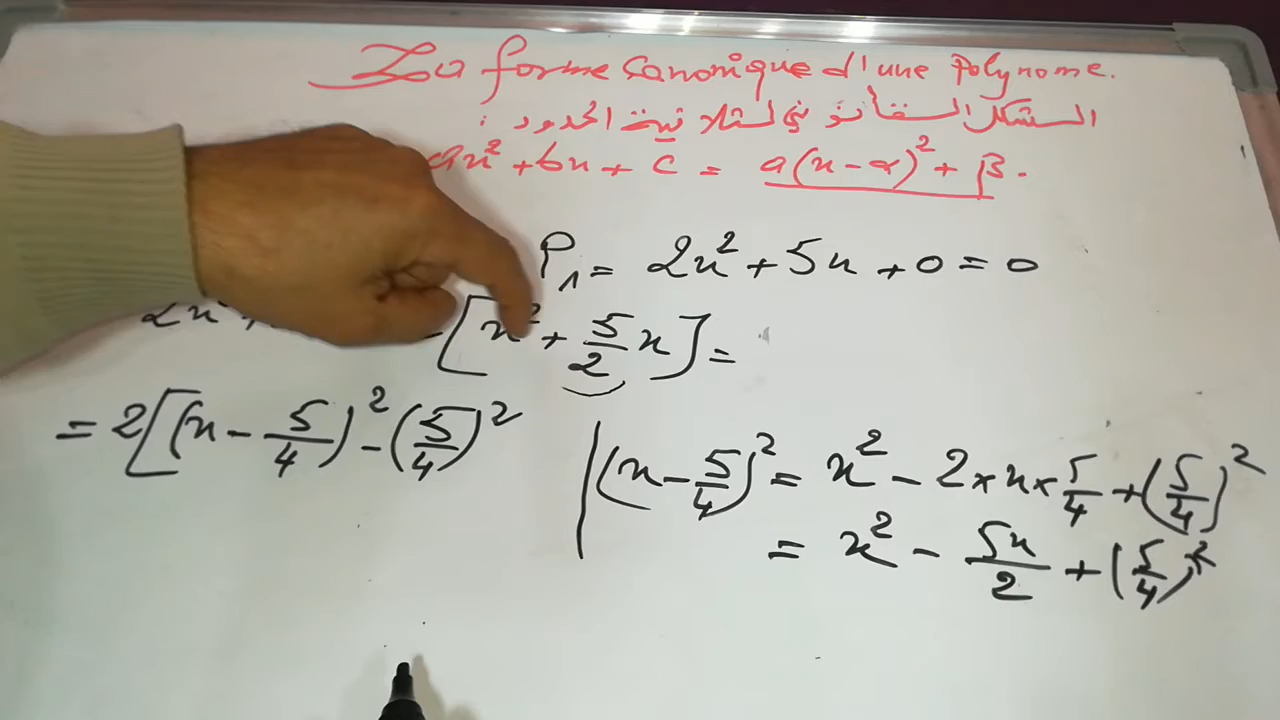 La forme canonique d'une Polynome.
الشكل القانوني لثلاثية الحدود :
ax² + bx + c = a(x - α)² + β.
P₁ = 2x² + 5x + 0 = 0
2x² [x² + 5/2 x] =
= 2[(x - 5/4)² - (5/4)²
(x - 5/4)² = x² - 2 × x × 5/4 + (5/4)²
= x² - 5x/2 + (5/4)²